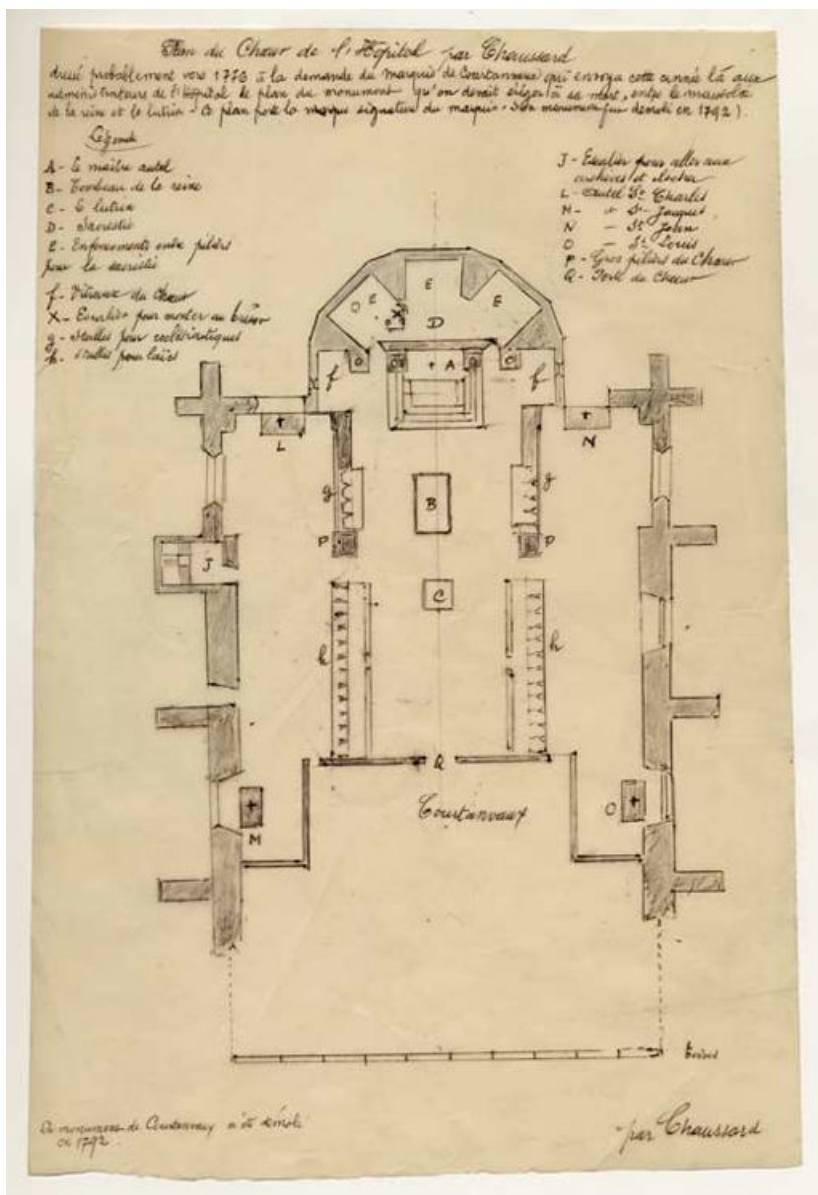 Plan du Chœur de l'Hôpital par Chaussard
dressé probablement vers 1776 à la demande du marquis de Courtanvaux (qui envoya cette année là aux
administrateurs de l'Hôpital le plan du monument qu'on devait ériger à sa mort, entre le mausolée
de la reine et le lutrin - Ce plan porte la marque signature du marquis - Son monument fut démoli en 1792).
Légende
A - Le maître autel
B - Tombeau de la reine
C - Le lutrin
D - Sacristie
E - Enfoncements entre piliers
pour la sacristie
f - Vitraux du Chœur
X - Escalier pour monter au trésor
g - stalles pour ecclésiastiques
h - stalles pour laïcs
J - Escalier pour aller aux
archives et clocher
L - Autel St Charles
M - " St Jacques
N - St Jean
O - St Louis
P - Gros piliers du Chœur
Q - Porte du Chœur
E
E
E
X
D
O
A
O
f
f
L
N
g
g
B
P
P
J
C
h
h
Q
Courtanvaux
M
O
toises
Le monument de Courtanvaux a été démoli
en 1792.
par Chaussard